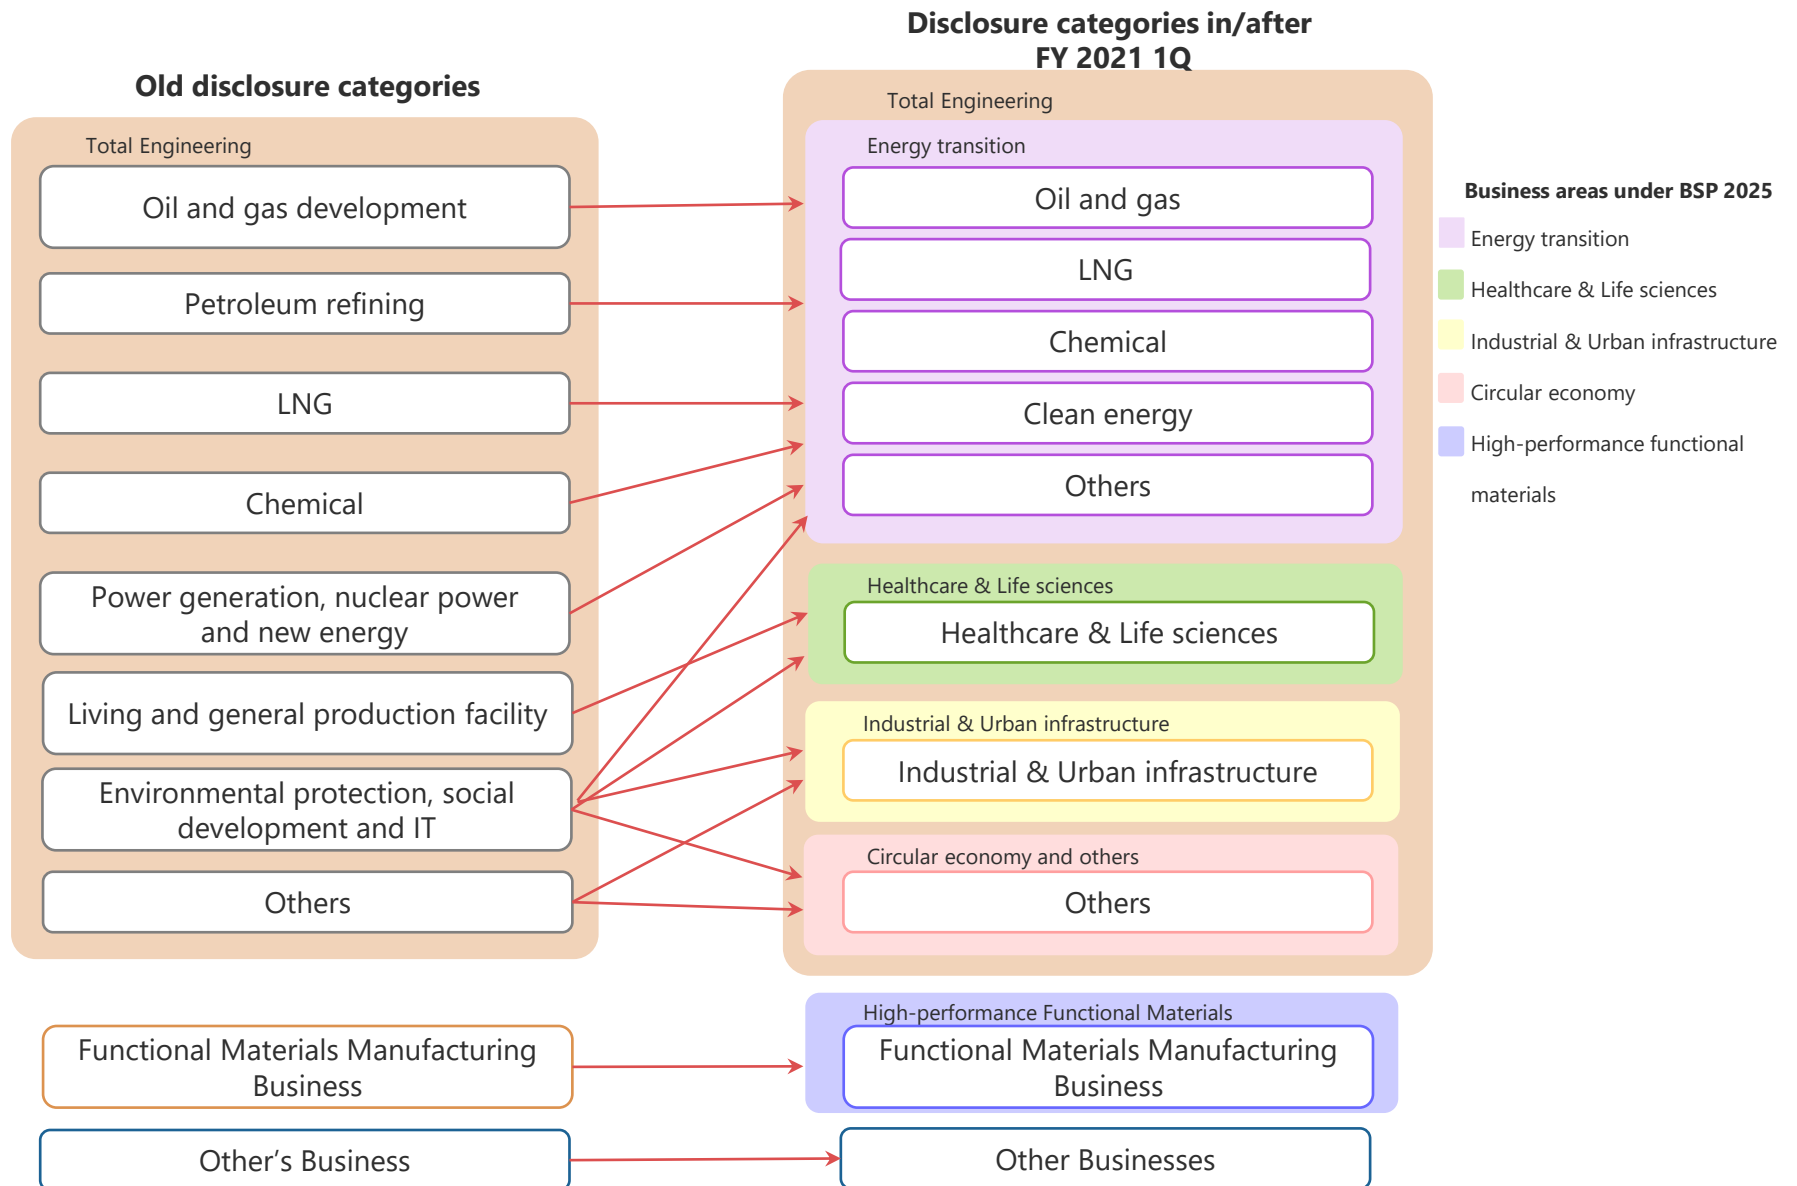 Disclosure categories in/after
FY 2021 1Q
Old disclosure categories
Total Engineering
Oil and gas development
Petroleum refining
LNG
Chemical
Power generation, nuclear power
and new energy
Living and general production facility
Environmental protection, social
development and IT
Others
Functional Materials Manufacturing
Business
Other’s Business
Total Engineering
Energy transition
Oil and gas
LNG
Chemical
Clean energy
Others
Healthcare & Life sciences
Healthcare & Life sciences
Industrial & Urban infrastructure
Industrial & Urban infrastructure
Circular economy and others
Others
High-performance Functional Materials
Functional Materials Manufacturing
Business
Other Businesses
Business areas under BSP 2025
Energy transition
Healthcare & Life sciences
Industrial & Urban infrastructure
Circular economy
High-performance functional
materials